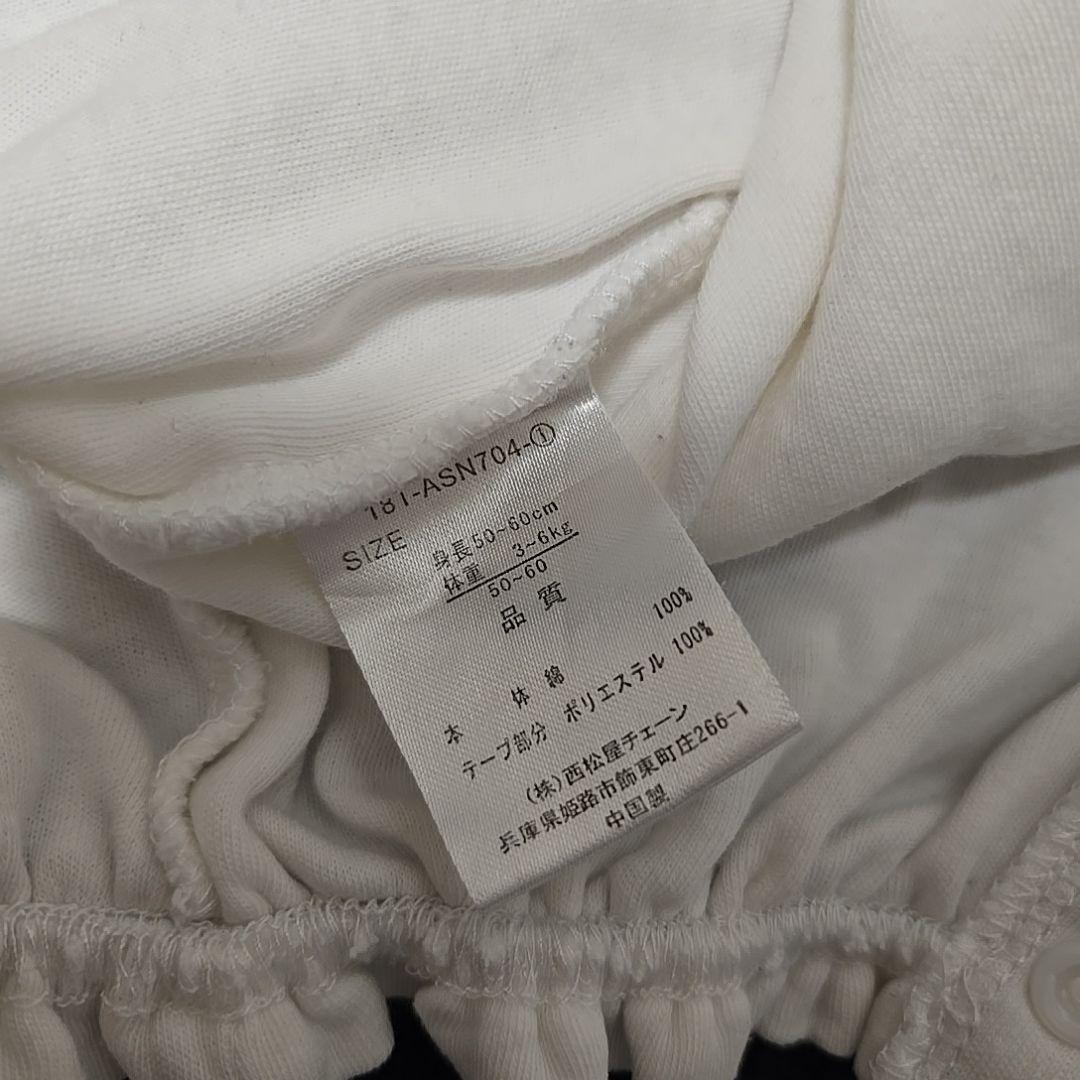 181-ASN704-①
SIZE
身長50~60cm
体重 3~6kg
50~60
品質
本体 綿 100%
テープ部分 ポリエステル 100%
(株)西松屋チェーン
兵庫県姫路市飾東町庄266-1
中国製